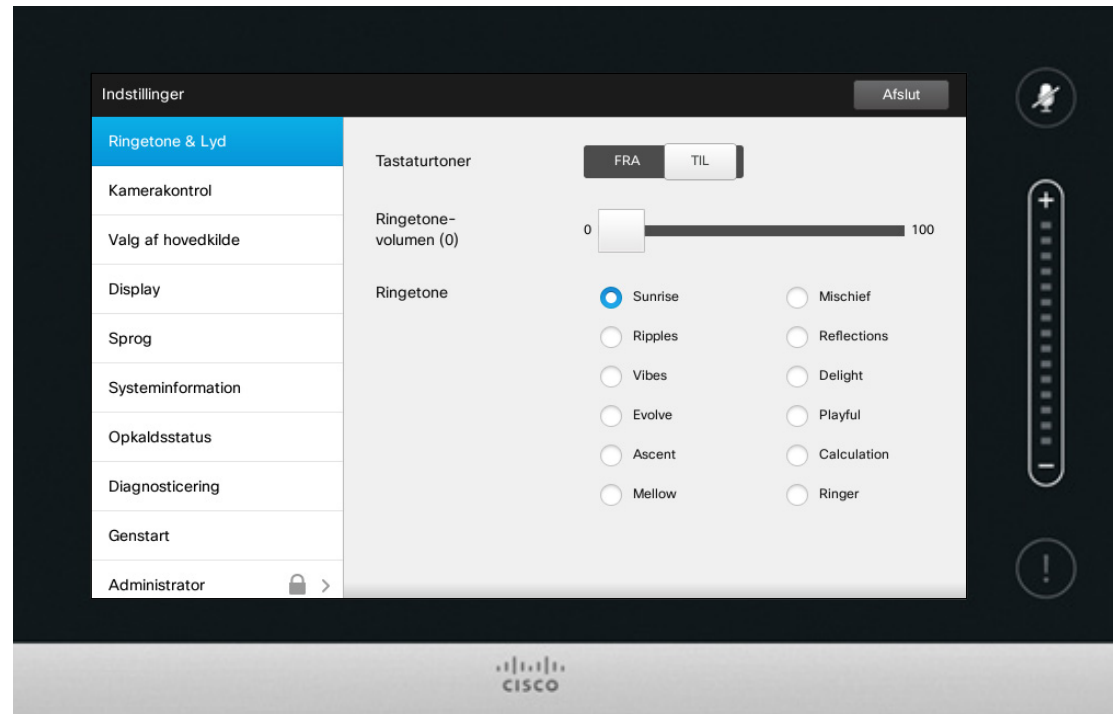 Indstillinger
Afslut
Ringetone & Lyd
Kamerakontrol
Valg af hovedkilde
Display
Sprog
Systeminformation
Opkaldsstatus
Diagnosticering
Genstart
Administrator
Tastaturtoner
FRA TIL
Ringetone-
volumen (0)
0 100
Ringetone
Sunrise Mischief
Ripples Reflections
Vibes Delight
Evolve Playful
Ascent Calculation
Mellow Ringer
+
-
!
CISCO